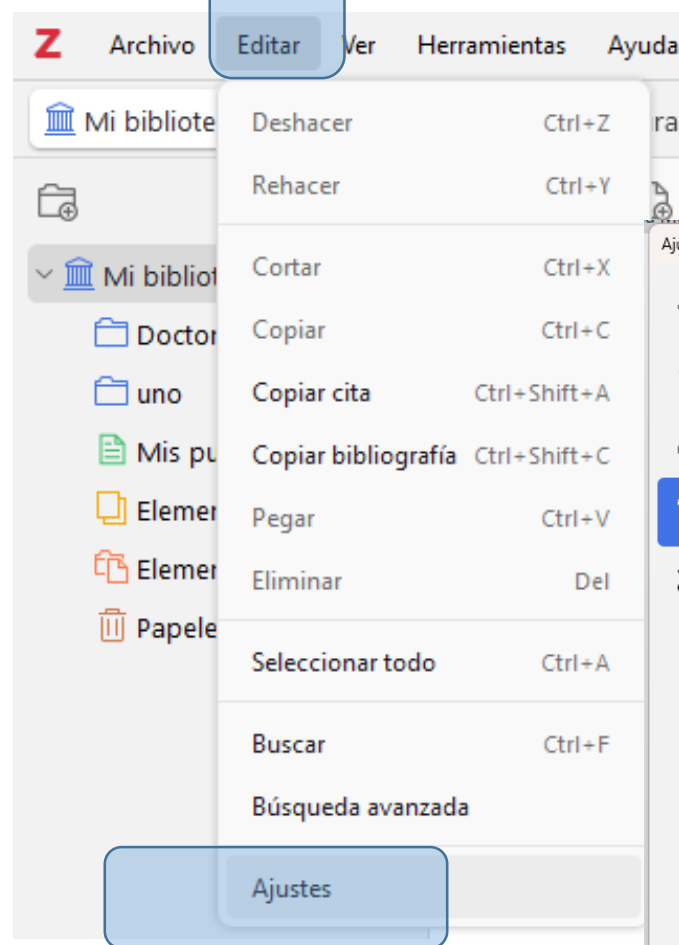 Z Archivo Editar Ver Herramientas Ayuda
Mi bibliote
Deshacer Ctrl+Z
Rehacer Ctrl+Y
Mi bibliot
Cortar Ctrl+X
Doctor
Copiar Ctrl+C
uno
Copiar cita Ctrl+Shift+A
Mis pu
Copiar bibliografía Ctrl+Shift+C
Elemen
Pegar Ctrl+V
Elemen
Eliminar Del
Papele
Seleccionar todo Ctrl+A
Buscar Ctrl+F
Búsqueda avanzada
Ajustes